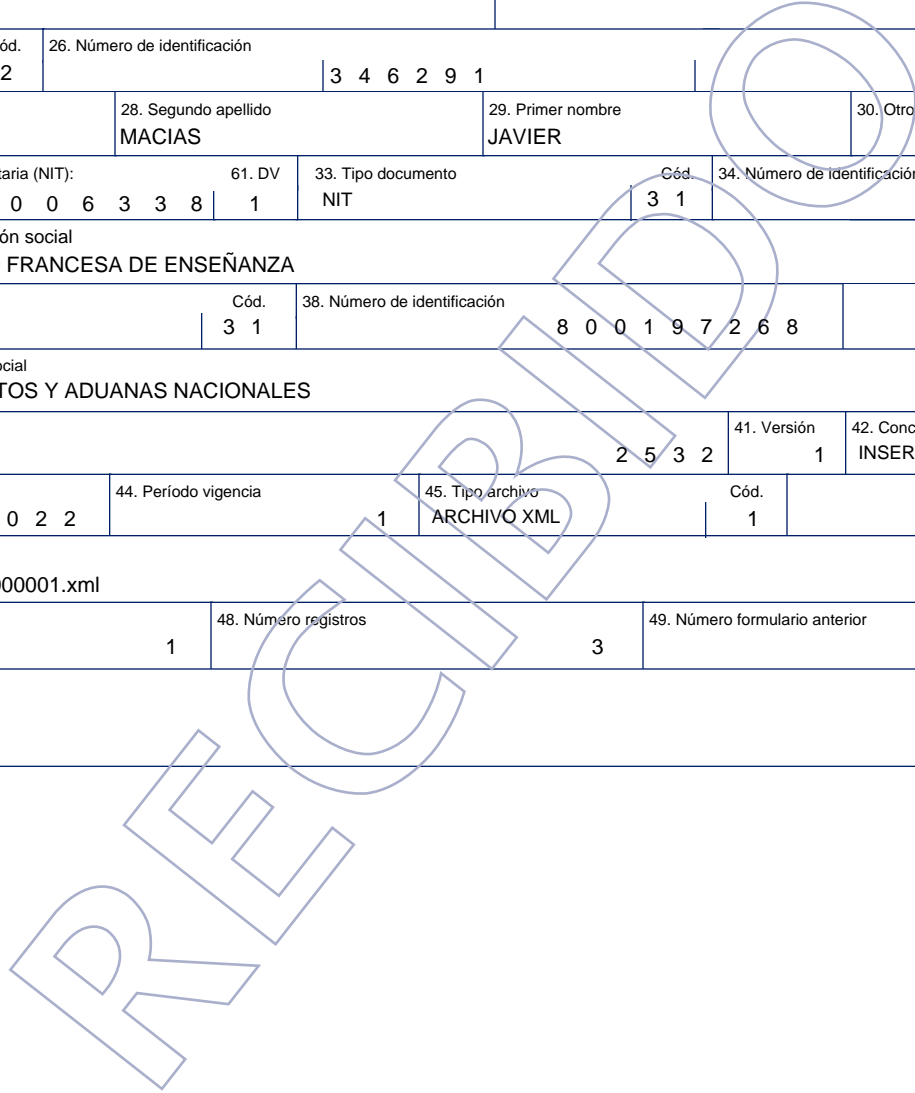 ód. 26. Número de identificación
2 3 4 6 2 9 1
28. Segundo apellido 29. Primer nombre 30. Otro
MACIAS JAVIER
taria (NIT): 61. DV 33. Tipo documento Cód. 34. Número de identificación
0 0 6 3 3 8 1 NIT 3 1
ón social
FRANCESA DE ENSEÑANZA
Cód. 38. Número de identificación
3 1 8 0 0 1 9 7 2 6 8
ocial
TOS Y ADUANAS NACIONALES
41. Versión 42. Conc
2 5 3 2 1 INSER
44. Período vigencia 45. Tipo archivo Cód.
0 2 2 1 ARCHIVO XML 1
000001.xml
48. Número registros 49. Número formulario anterior
1 3
RECIBIDO